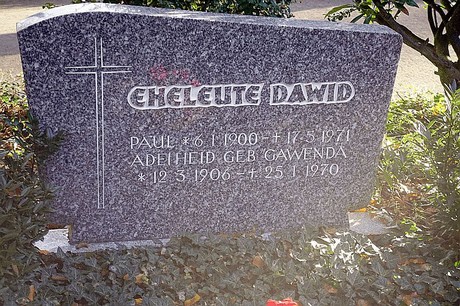 EHELEUTE DAWID
PAUL *6·1·1900–+17·5·1971
ADELHEID GEB·GAWENDA
*12·3·1906–+25·1·1970